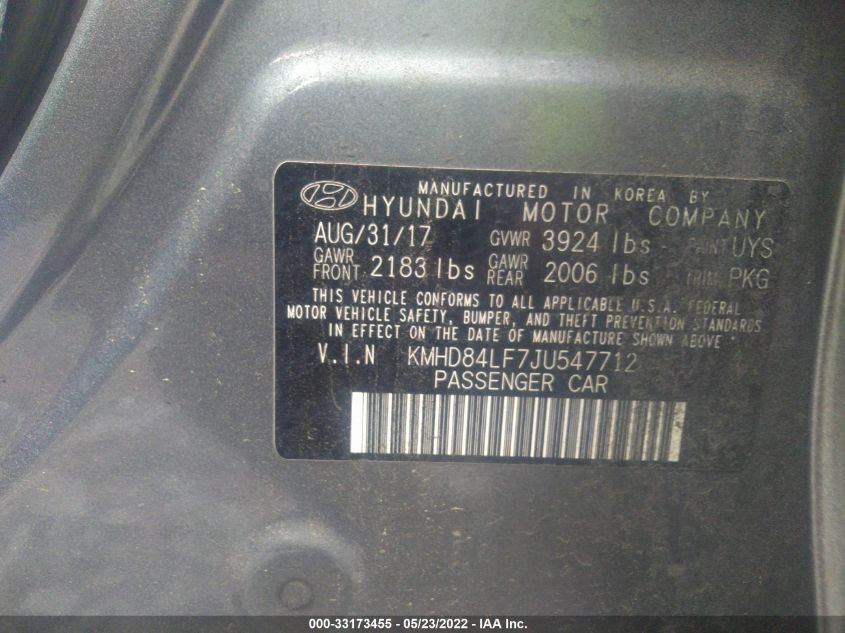 MANUFACTURED IN KOREA BY
HYUNDAI MOTOR COMPANY
AUG/31/17 GVWR 3924 lbs PAINT UYS
GAWR FRONT 2183 lbs GAWR REAR 2006 lbs TRIM PKG
THIS VEHICLE CONFORMS TO ALL APPLICABLE U.S.A. FEDERAL
MOTOR VEHICLE SAFETY, BUMPER, AND THEFT PREVENTION STANDARDS
IN EFFECT ON THE DATE OF MANUFACTURE SHOWN ABOVE
V.I.N KMHD84LF7JU547712
PASSENGER CAR
000-33173455 - 05/23/2022 - IAA Inc.